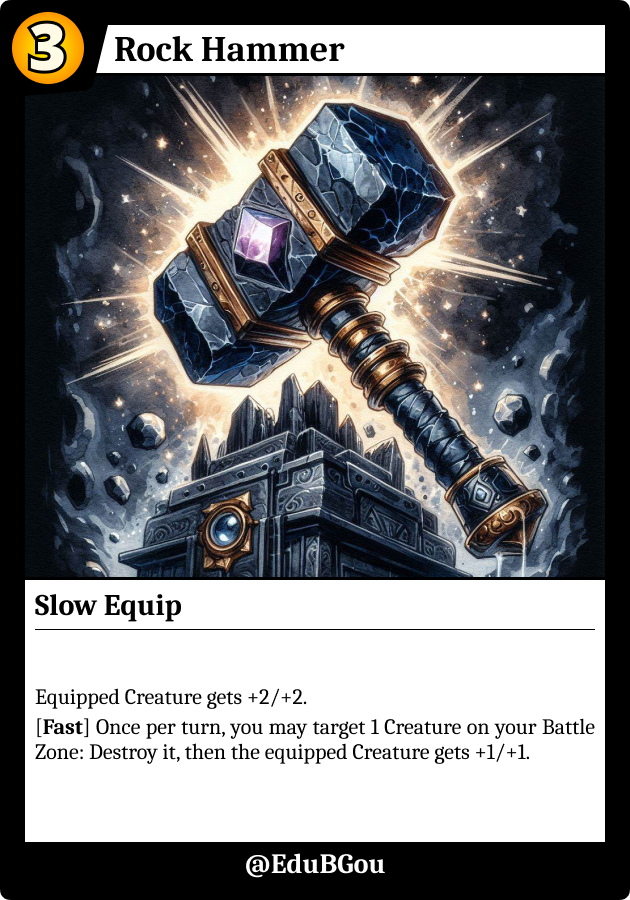 3
Rock Hammer
Slow Equip
Equipped Creature gets +2/+2.
[Fast] Once per turn, you may target 1 Creature on your Battle
Zone: Destroy it, then the equipped Creature gets +1/+1.
@EduBGou